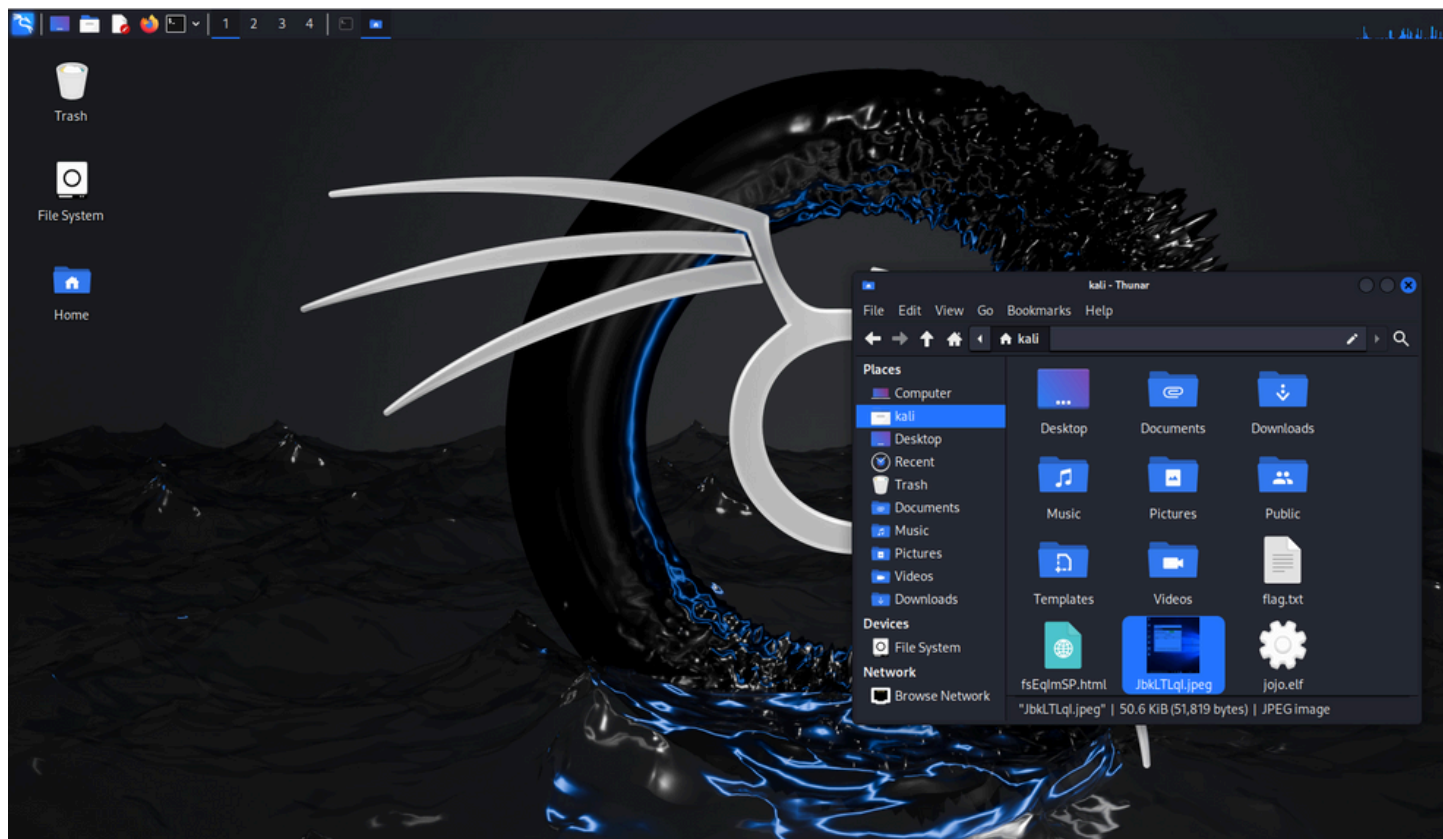 1 2 3 4
Trash
File System
Home
kali - Thunar
File Edit View Go Bookmarks Help
kali
Places
Computer
kali
Desktop
Recent
Trash
Documents
Music
Pictures
Videos
Downloads
Devices
File System
Network
Browse Network
Desktop Documents Downloads
Music Pictures Public
Templates Videos flag.txt
fsEqImSP.html JbkLTLqI.jpeg jojo.elf
"JbkLTLqI.jpeg" | 50.6 KiB (51,819 bytes) | JPEG image